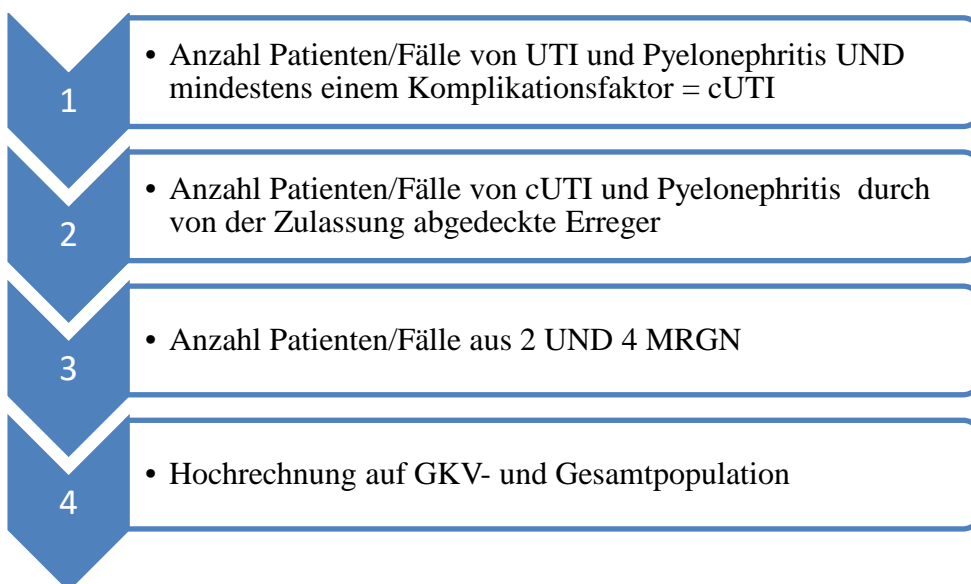 1
• Anzahl Patienten/Fälle von UTI und Pyelonephritis UND
mindestens einem Komplikationsfaktor = cUTI
2
• Anzahl Patienten/Fälle von cUTI und Pyelonephritis durch
von der Zulassung abgedeckte Erreger
3
• Anzahl Patienten/Fälle aus 2 UND 4 MRGN
4
• Hochrechnung auf GKV- und Gesamtpopulation